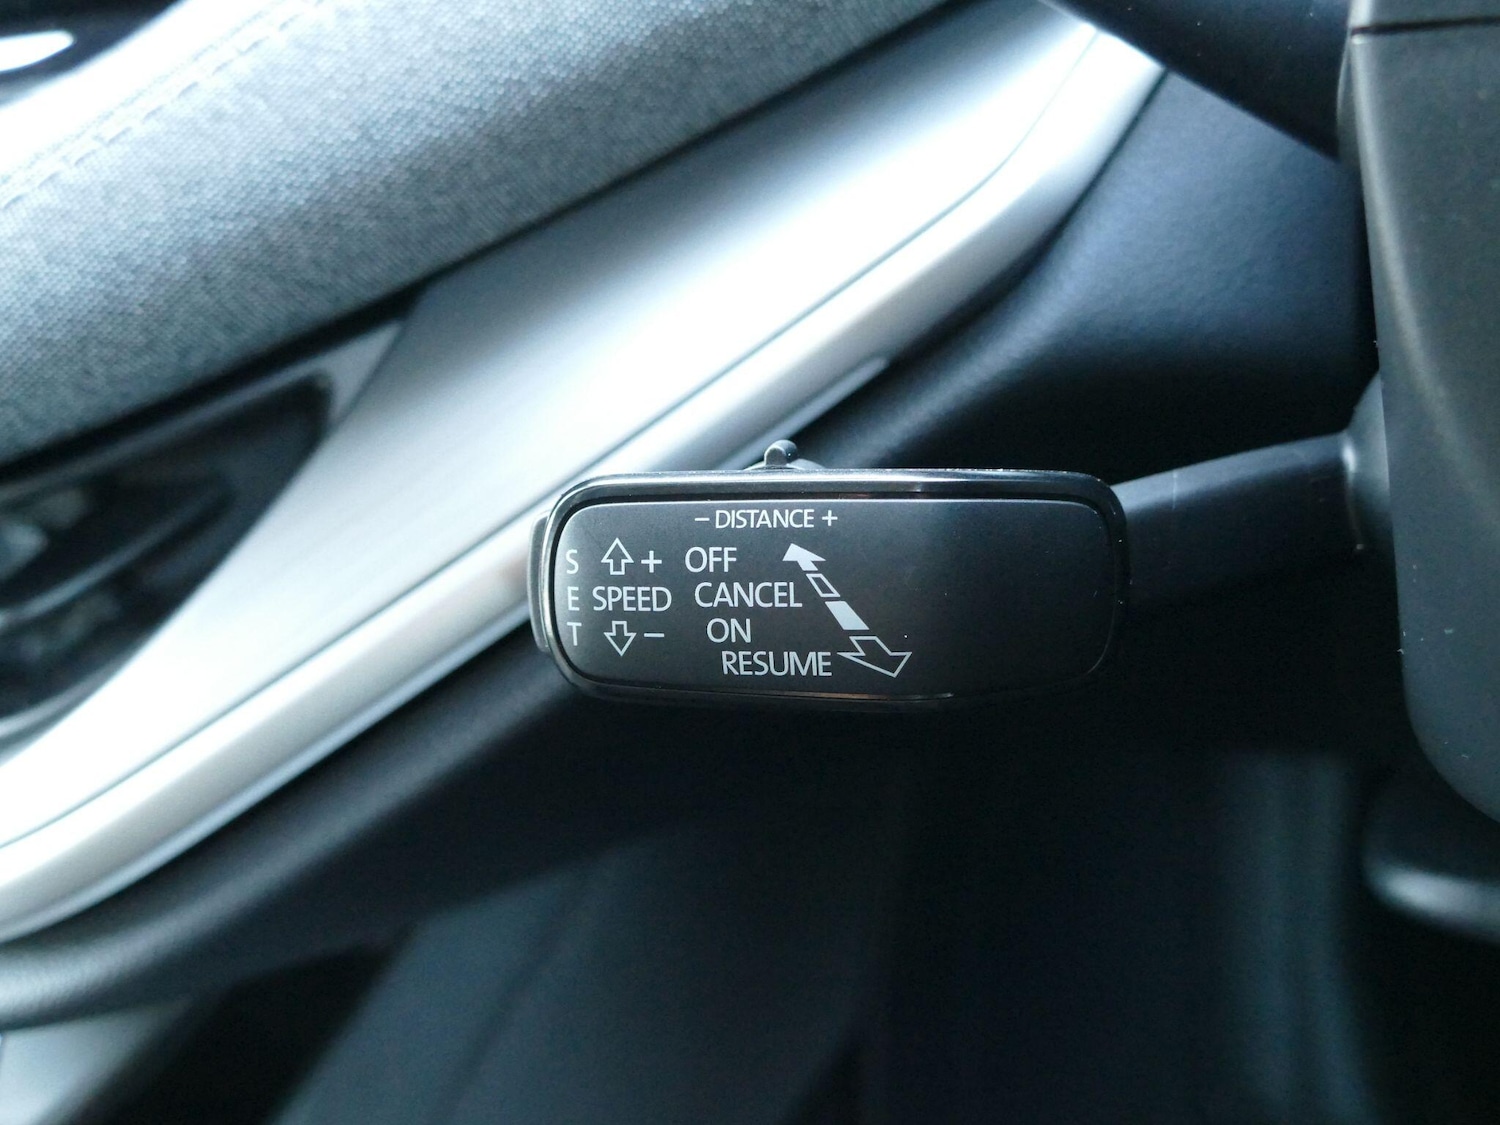 − DISTANCE +
S + OFF
E SPEED CANCEL
T − ON
RESUME